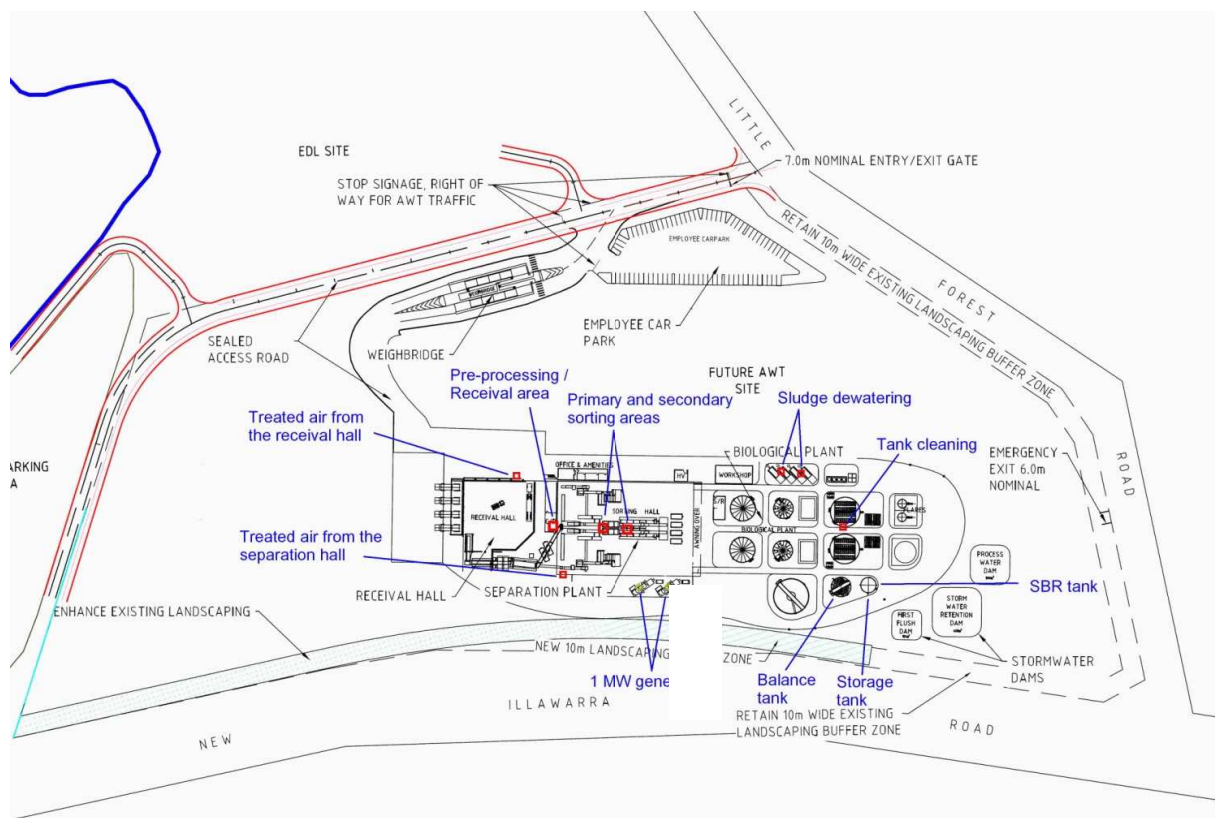 LITTLE
EDL SITE
7.0m NOMINAL ENTRY/EXIT GATE
STOP SIGNAGE, RIGHT OF
WAY FOR AWT TRAFFIC
RETAIN 10m WIDE EXISTING LANDSCAPING BUFFER ZONE
EMPLOYEE CARPARK
FOREST
SEALED
ACCESS ROAD
WEIGHBRIDGE
EMPLOYEE CAR
PARK
FUTURE AWT
SITE
Pre-processing /
Receival area
Primary and secondary
sorting areas
Sludge dewatering
Treated air from
the receival hall
BIOLOGICAL PLANT
Tank cleaning
EMERGENCY
EXIT 6.0m
NOMINAL
ROAD
ARKING
A
OFFICE & AMENITIES
HV
WORKSHOP
RECEIVAL HALL
SORTING HALL
AWNING OVER
BIOLOGICAL PLANT
FLARES
Treated air from the
separation hall
PROCESS
WATER
DAM
SBR tank
RECEIVAL HALL
SEPARATION PLANT
ENHANCE EXISTING LANDSCAPING
FIRST
FLUSH
DAM
STORM
WATER
RETENTION
DAM
NEW 10m LANDSCAPING
ZONE
STORMWATER
DAMS
1 MW gene
Balance
tank
Storage
tank
RETAIN 10m WIDE EXISTING
LANDSCAPING BUFFER ZONE
NEW
ILLAWARRA
ROAD